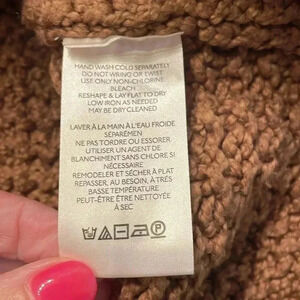 HAND WASH COLD SEPARATELY
DO NOT WRING OR TWIST
USE ONLY NON-CHLORINE
BLEACH
RESHAPE & LAY FLAT TO DRY
LOW IRON AS NEEDED
MAY BE DRY CLEANED
LAVER À LA MAIN À L'EAU FROIDE
SÉPARÉMEN
NE PAS TORDRE OU ESSORER
UTILISER UN AGENT DE
BLANCHIMENT SANS CHLORE SI
NÉCESSAIRE
REMODELER ET SÉCHER À PLAT
REPASSER, AU BESOIN, À TRÈS
BASSE TEMPÉRATURE
PEUT-ÊTRE ÊTRE NETTOYÉE
À SEC
P